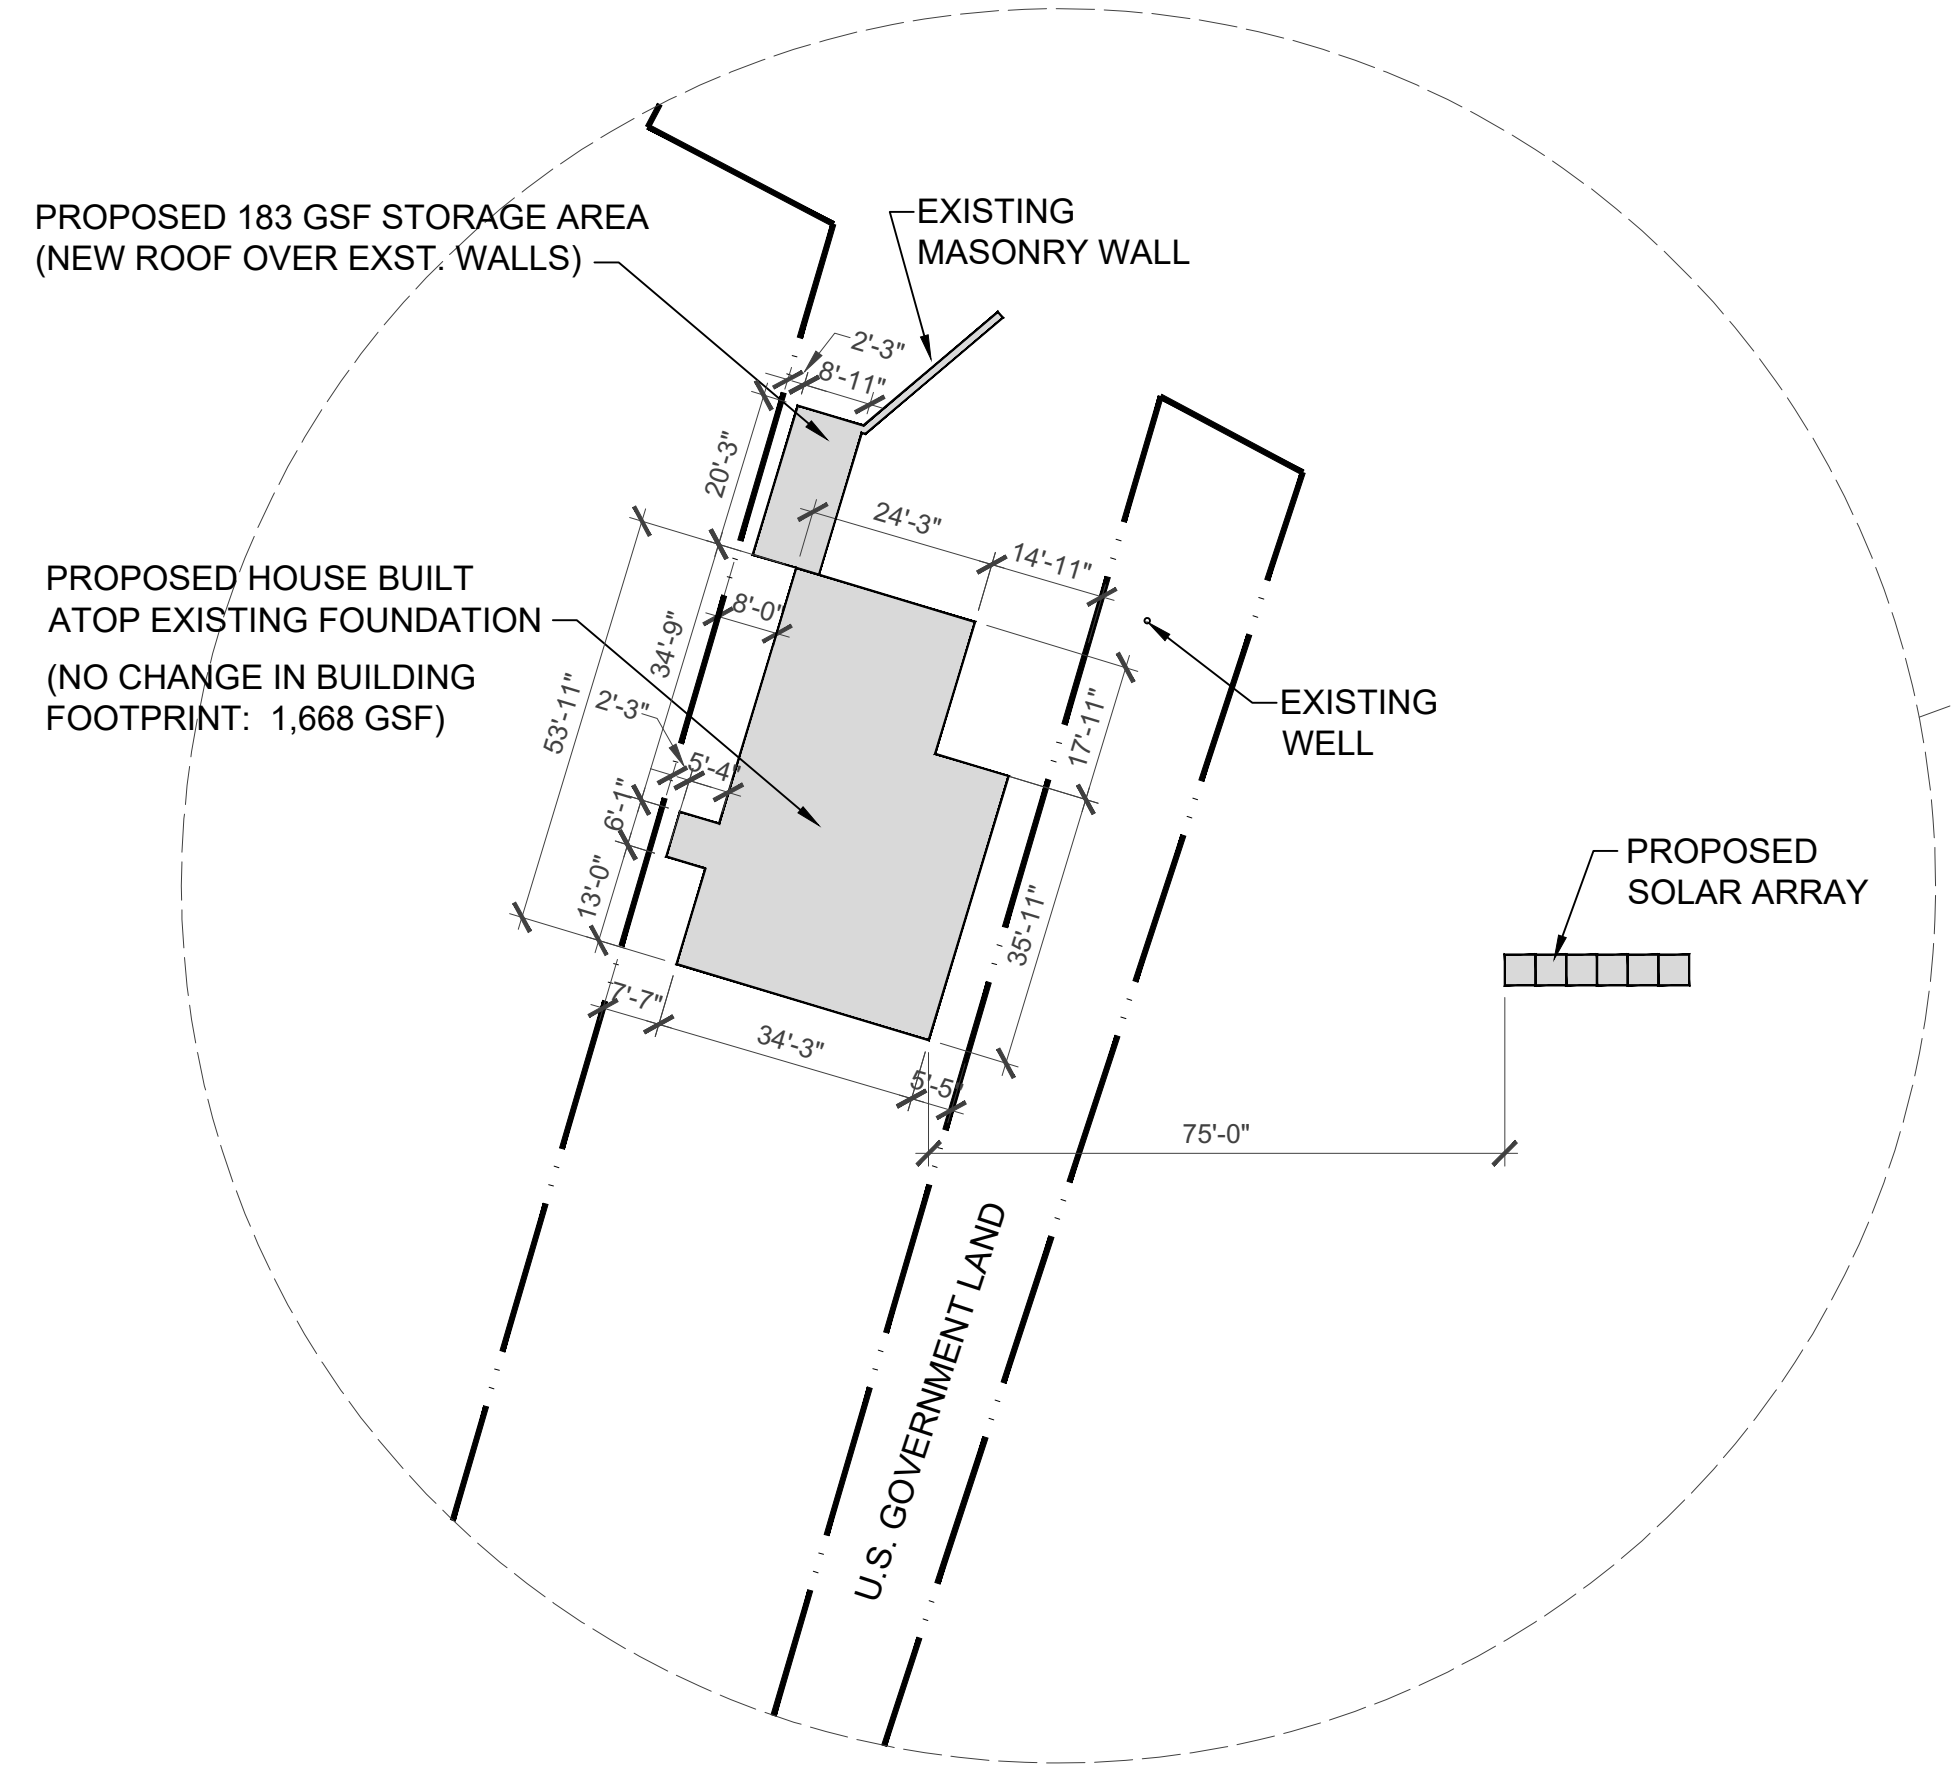 PROPOSED 183 GSF STORAGE AREA
(NEW ROOF OVER EXST. WALLS)
EXISTING
MASONRY WALL
2'-3"
8'-11"
20'-3"
24'-3"
14'-11"
PROPOSED HOUSE BUILT
ATOP EXISTING FOUNDATION
(NO CHANGE IN BUILDING
FOOTPRINT: 1,668 GSF)
8'-0"
34'-9"
53'-11"
2'-3"
5'-4"
6'-1"
13'-0"
17'-11"
EXISTING
WELL
35'-11"
PROPOSED
SOLAR ARRAY
7'-7"
34'-3"
5'-5"
75'-0"
U.S. GOVERNMENT LAND